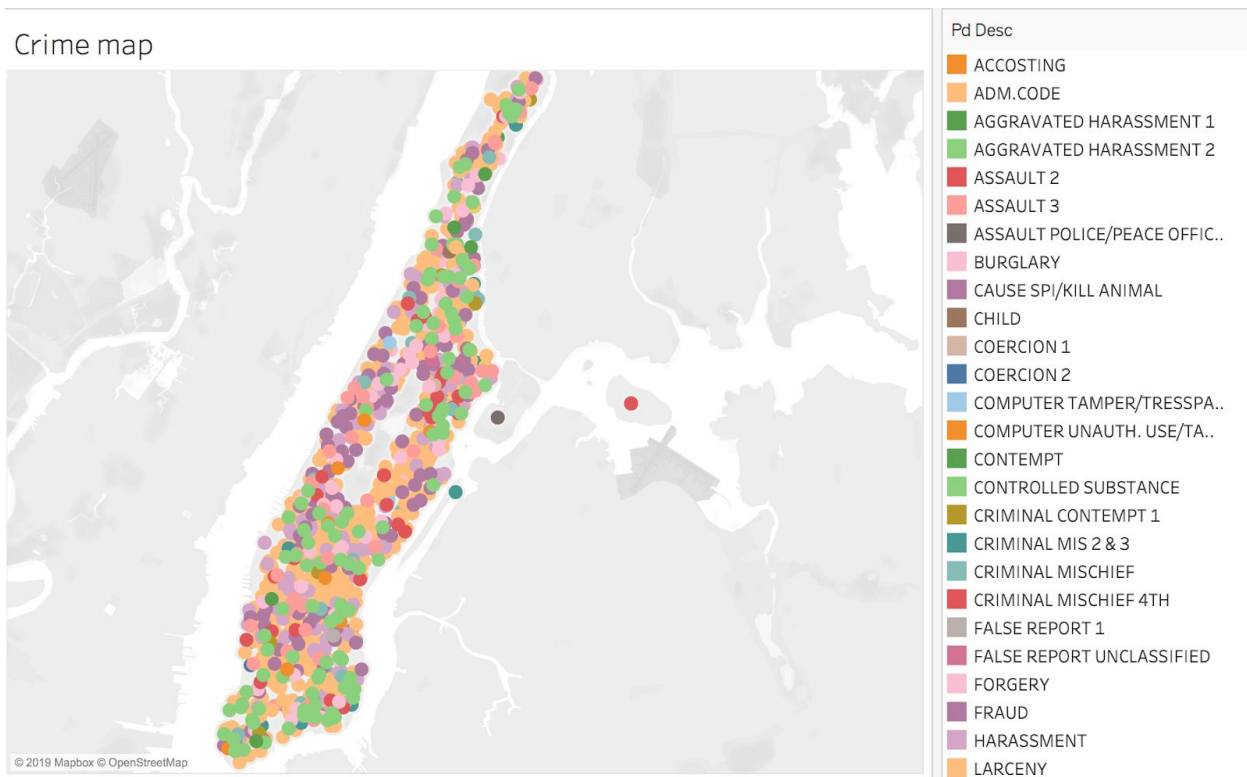 Crime map
Pd Desc
ACCOSTING
ADM.CODE
AGGRAVATED HARASSMENT 1
AGGRAVATED HARASSMENT 2
ASSAULT 2
ASSAULT 3
ASSAULT POLICE/PEACE OFFIC..
BURGLARY
CAUSE SPI/KILL ANIMAL
CHILD
COERCION 1
COERCION 2
COMPUTER TAMPER/TRESSPA..
COMPUTER UNAUTH. USE/TA..
CONTEMPT
CONTROLLED SUBSTANCE
CRIMINAL CONTEMPT 1
CRIMINAL MIS 2 & 3
CRIMINAL MISCHIEF
CRIMINAL MISCHIEF 4TH
FALSE REPORT 1
FALSE REPORT UNCLASSIFIED
FORGERY
FRAUD
HARASSMENT
LARCENY
© 2019 Mapbox © OpenStreetMap